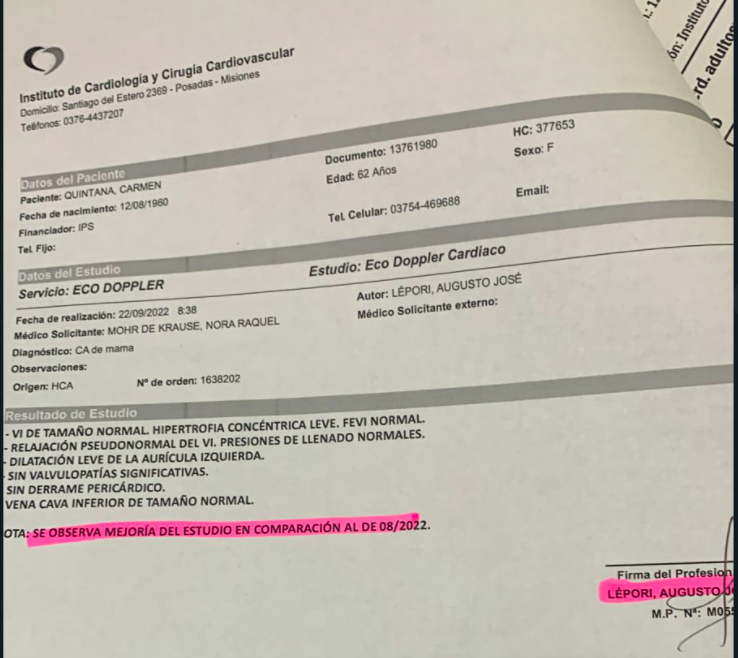 Instituto de Cardiología y Cirugía Cardiovascular
Domicilio: Santiago del Estero 2369 - Posadas - Misiones
Teléfonos: 0376-4437207
Datos del Paciente
Paciente: QUINTANA, CARMEN
Documento: 13761980
HC: 377653
Fecha de nacimiento: 12/08/1960
Edad: 62 Años
Sexo: F
Financiador: IPS
Tel. Fijo:
Tel. Celular: 03754-469688
Email:
Datos del Estudio
Servicio: ECO DOPPLER
Estudio: Eco Doppler Cardiaco
Fecha de realización: 22/09/2022 8:38
Autor: LÉPORI, AUGUSTO JOSÉ
Médico Solicitante: MOHR DE KRAUSE, NORA RAQUEL
Médico Solicitante externo:
Diagnóstico: CA de mama
Observaciones:
Origen: HCA
Nº de orden: 1638202
Resultado de Estudio
- VI DE TAMAÑO NORMAL. HIPERTROFIA CONCÉNTRICA LEVE. FEVI NORMAL.
- RELAJACIÓN PSEUDONORMAL DEL VI. PRESIONES DE LLENADO NORMALES.
- DILATACIÓN LEVE DE LA AURÍCULA IZQUIERDA.
- SIN VALVULOPATÍAS SIGNIFICATIVAS.
SIN DERRAME PERICÁRDICO.
VENA CAVA INFERIOR DE TAMAÑO NORMAL.
OTA: SE OBSERVA MEJORÍA DEL ESTUDIO EN COMPARACIÓN AL DE 08/2022.
Firma del Profesion
LÉPORI, AUGUSTO J
M.P. Nº: M055
ón: Instituto
rd. adultos